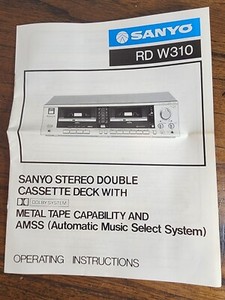 SANYO
RD W310
SANYO STEREO DOUBLE
CASSETTE DECK WITH
DOLBY SYSTEM
METAL TAPE CAPABILITY AND
AMSS (Automatic Music Select System)
OPERATING INSTRUCTIONS